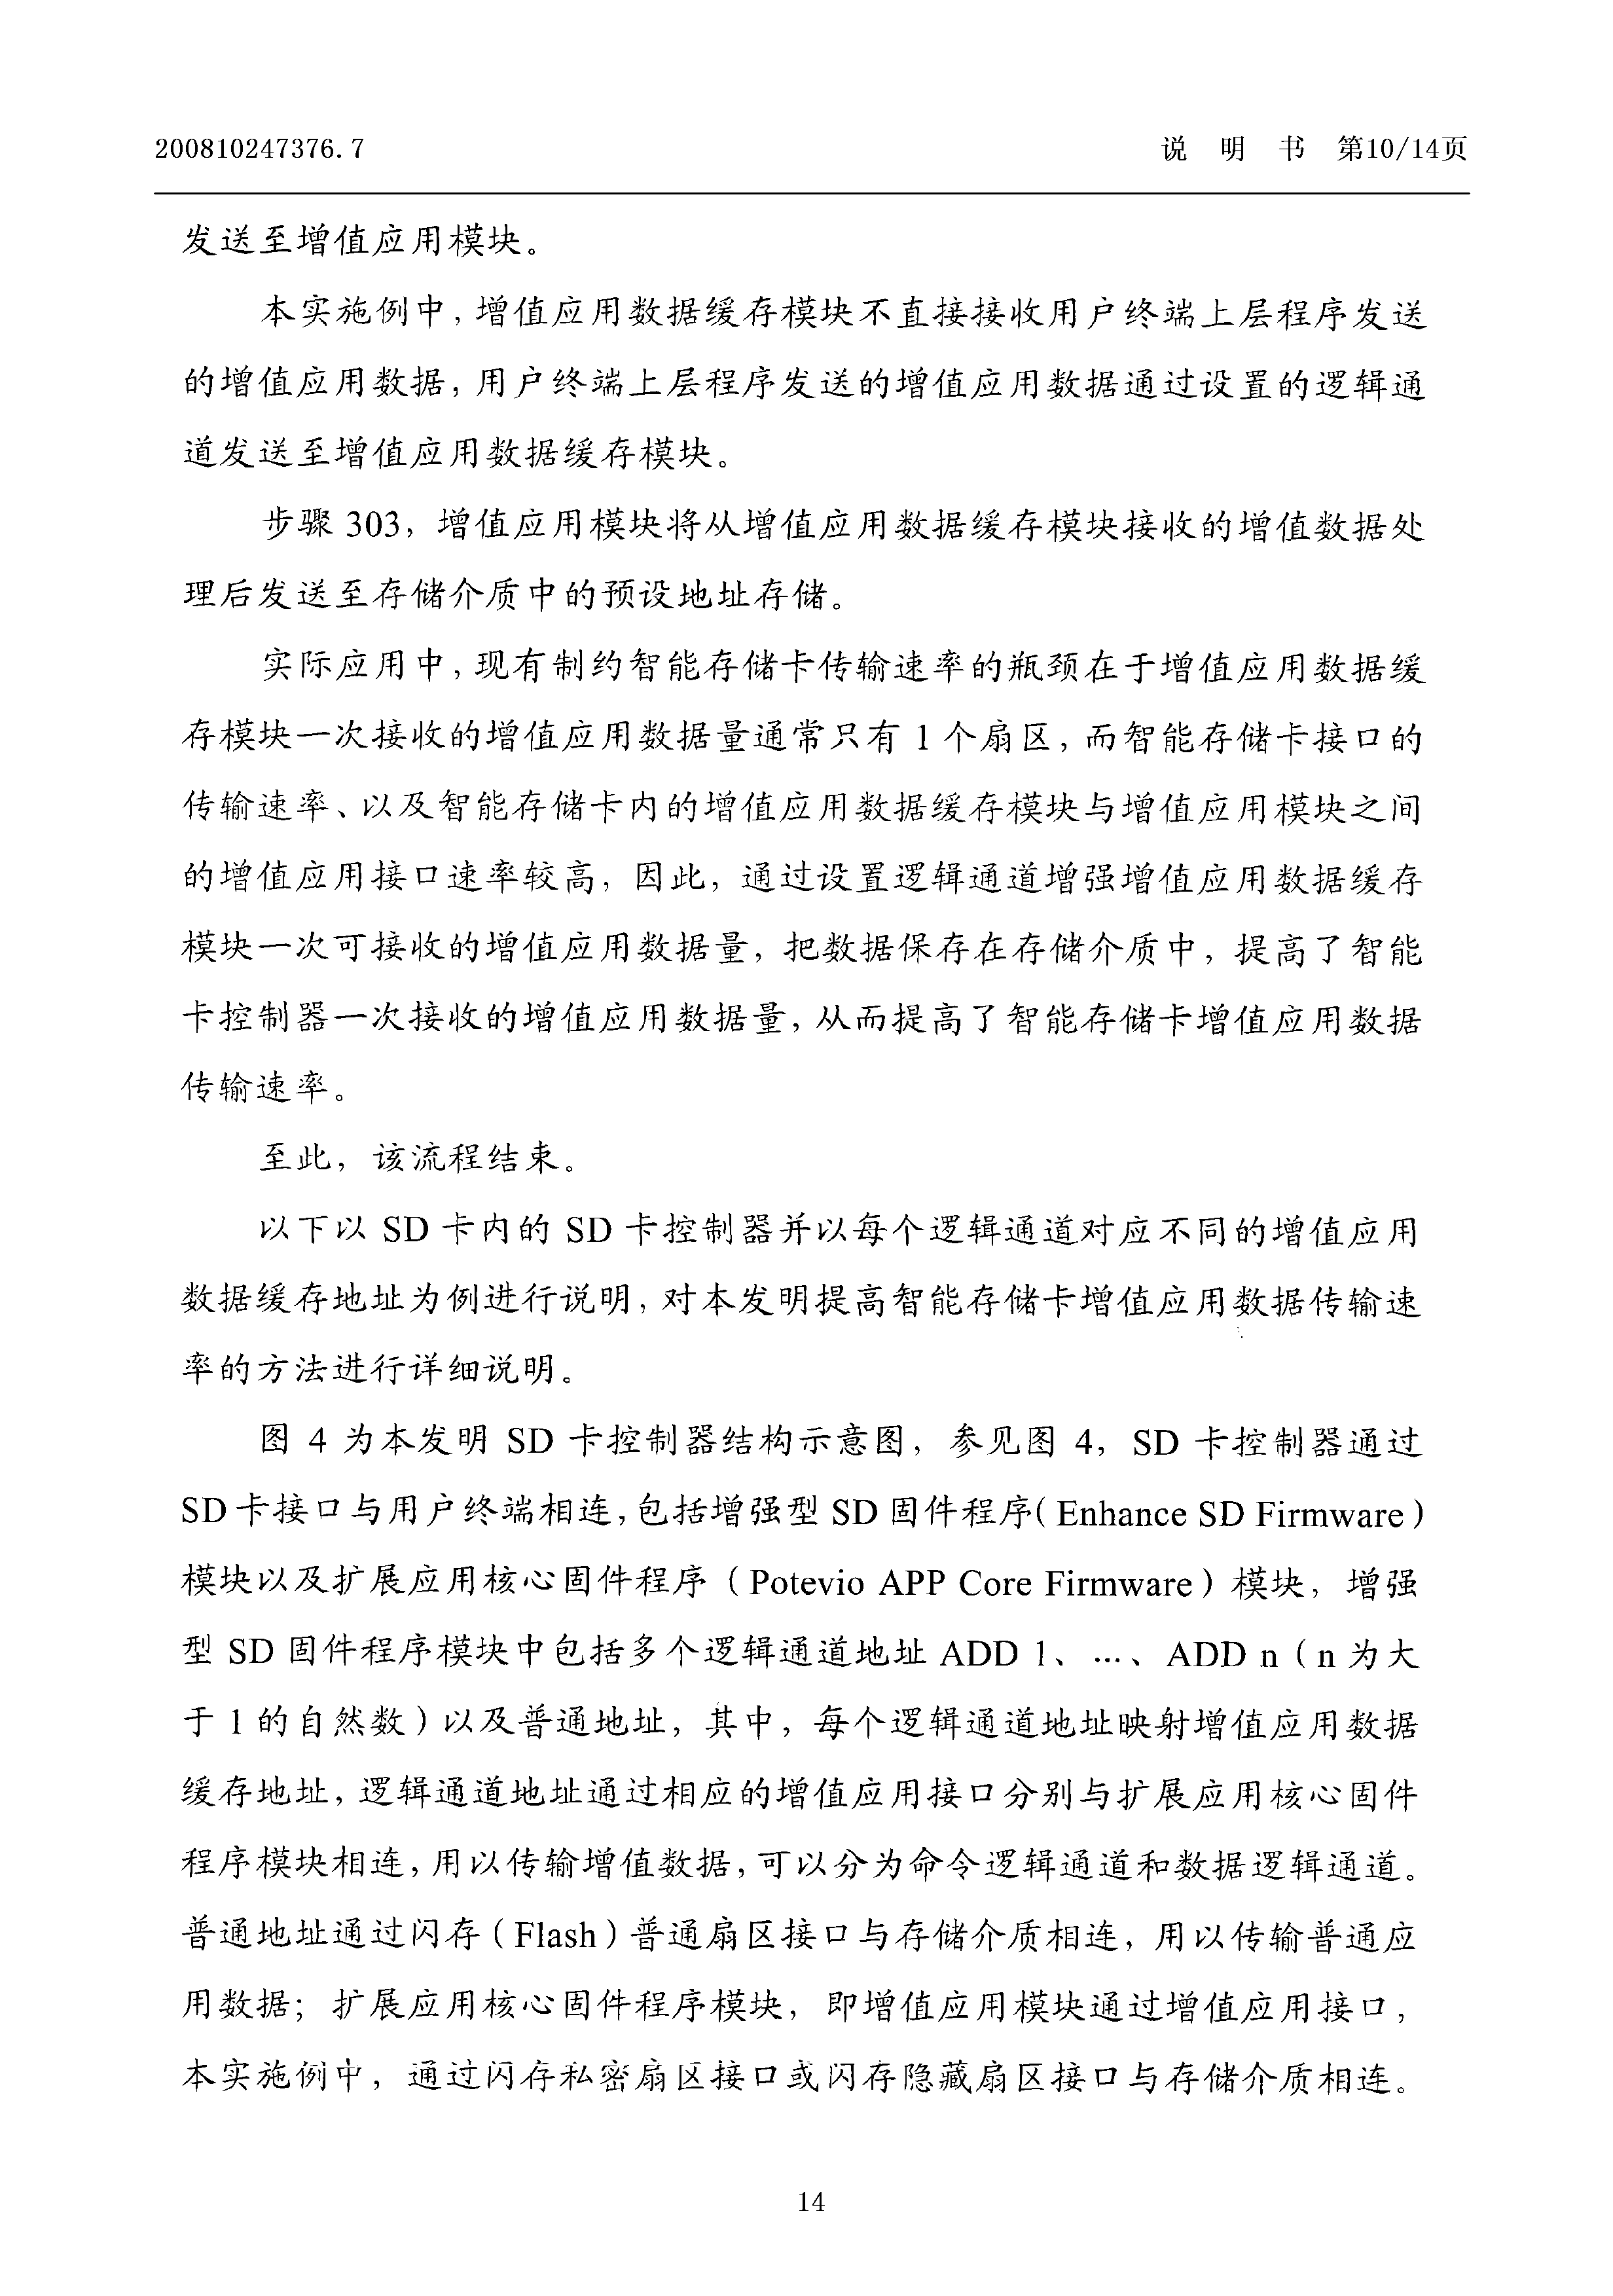 200810247376.7
说 明 书 第10/14页
发送至增值应用模块。
本实施例中,增值应用数据缓存模块不直接接收用户终端上层程序发送
的增值应用数据,用户终端上层程序发送的增值应用数据通过设置的逻辑通
道发送至增值应用数据缓存模块。
步骤 303，增值应用模块将从增值应用数据缓存模块接收的增值数据处
理后发送至存储介质中的预设地址存储。
实际应用中,现有制约智能存储卡传输速率的瓶颈在于增值应用数据缓
存模块一次接收的增值应用数据量通常只有 1 个扇区,而智能存储卡接口的
传输速率、以及智能存储卡内的增值应用数据缓存模块与增值应用模块之间
的增值应用接口速率较高，因此，通过设置逻辑通道增强增值应用数据缓存
模块一次可接收的增值应用数据量，把数据保存在存储介质中，提高了智能
卡控制器一次接收的增值应用数据量,从而提高了智能存储卡增值应用数据
传输速率。
至此，该流程结束。
以下以 SD 卡内的 SD 卡控制器并以每个逻辑通道对应不同的增值应用
数据缓存地址为例进行说明,对本发明提高智能存储卡增值应用数据传输速
率的方法进行详细说明。
图 4 为本发明 SD 卡控制器结构示意图，参见图 4，SD 卡控制器通过
SD 卡接口与用户终端相连,包括增强型 SD 固件程序（Enhance SD Firmware）
模块以及扩展应用核心固件程序（Potevio APP Core Firmware）模块，增强
型 SD 固件程序模块中包括多个逻辑通道地址 ADD 1、…、ADD n（n 为大
于 1 的自然数）以及普通地址，其中，每个逻辑通道地址映射增值应用数据
缓存地址,逻辑通道地址通过相应的增值应用接口分别与扩展应用核心固件
程序模块相连,用以传输增值数据,可以分为命令逻辑通道和数据逻辑通道。
普通地址通过闪存（Flash）普通扇区接口与存储介质相连，用以传输普通应
用数据；扩展应用核心固件程序模块，即增值应用模块通过增值应用接口，
本实施例中，通过闪存私密扇区接口或闪存隐藏扇区接口与存储介质相连。
14